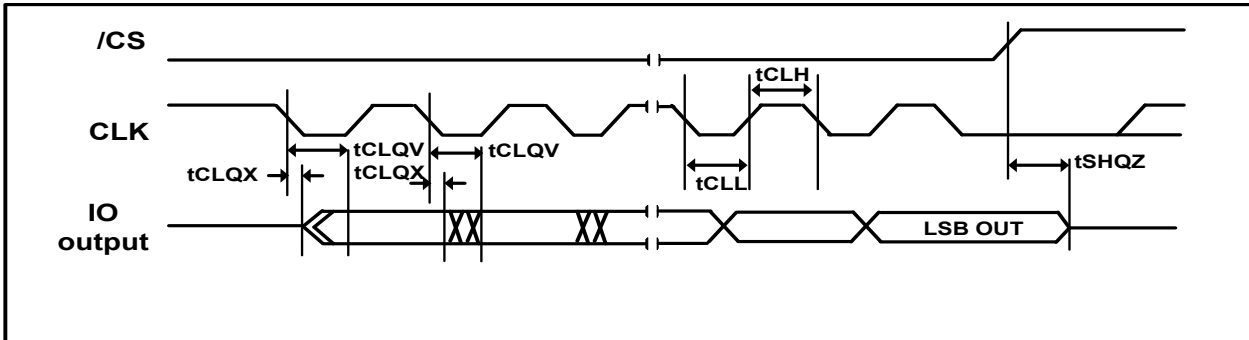 /CS
tCLH
CLK
tCLQV
tCLQV
tCLQX
tCLQX
tCLL
tSHQZ
IO
output
LSB OUT